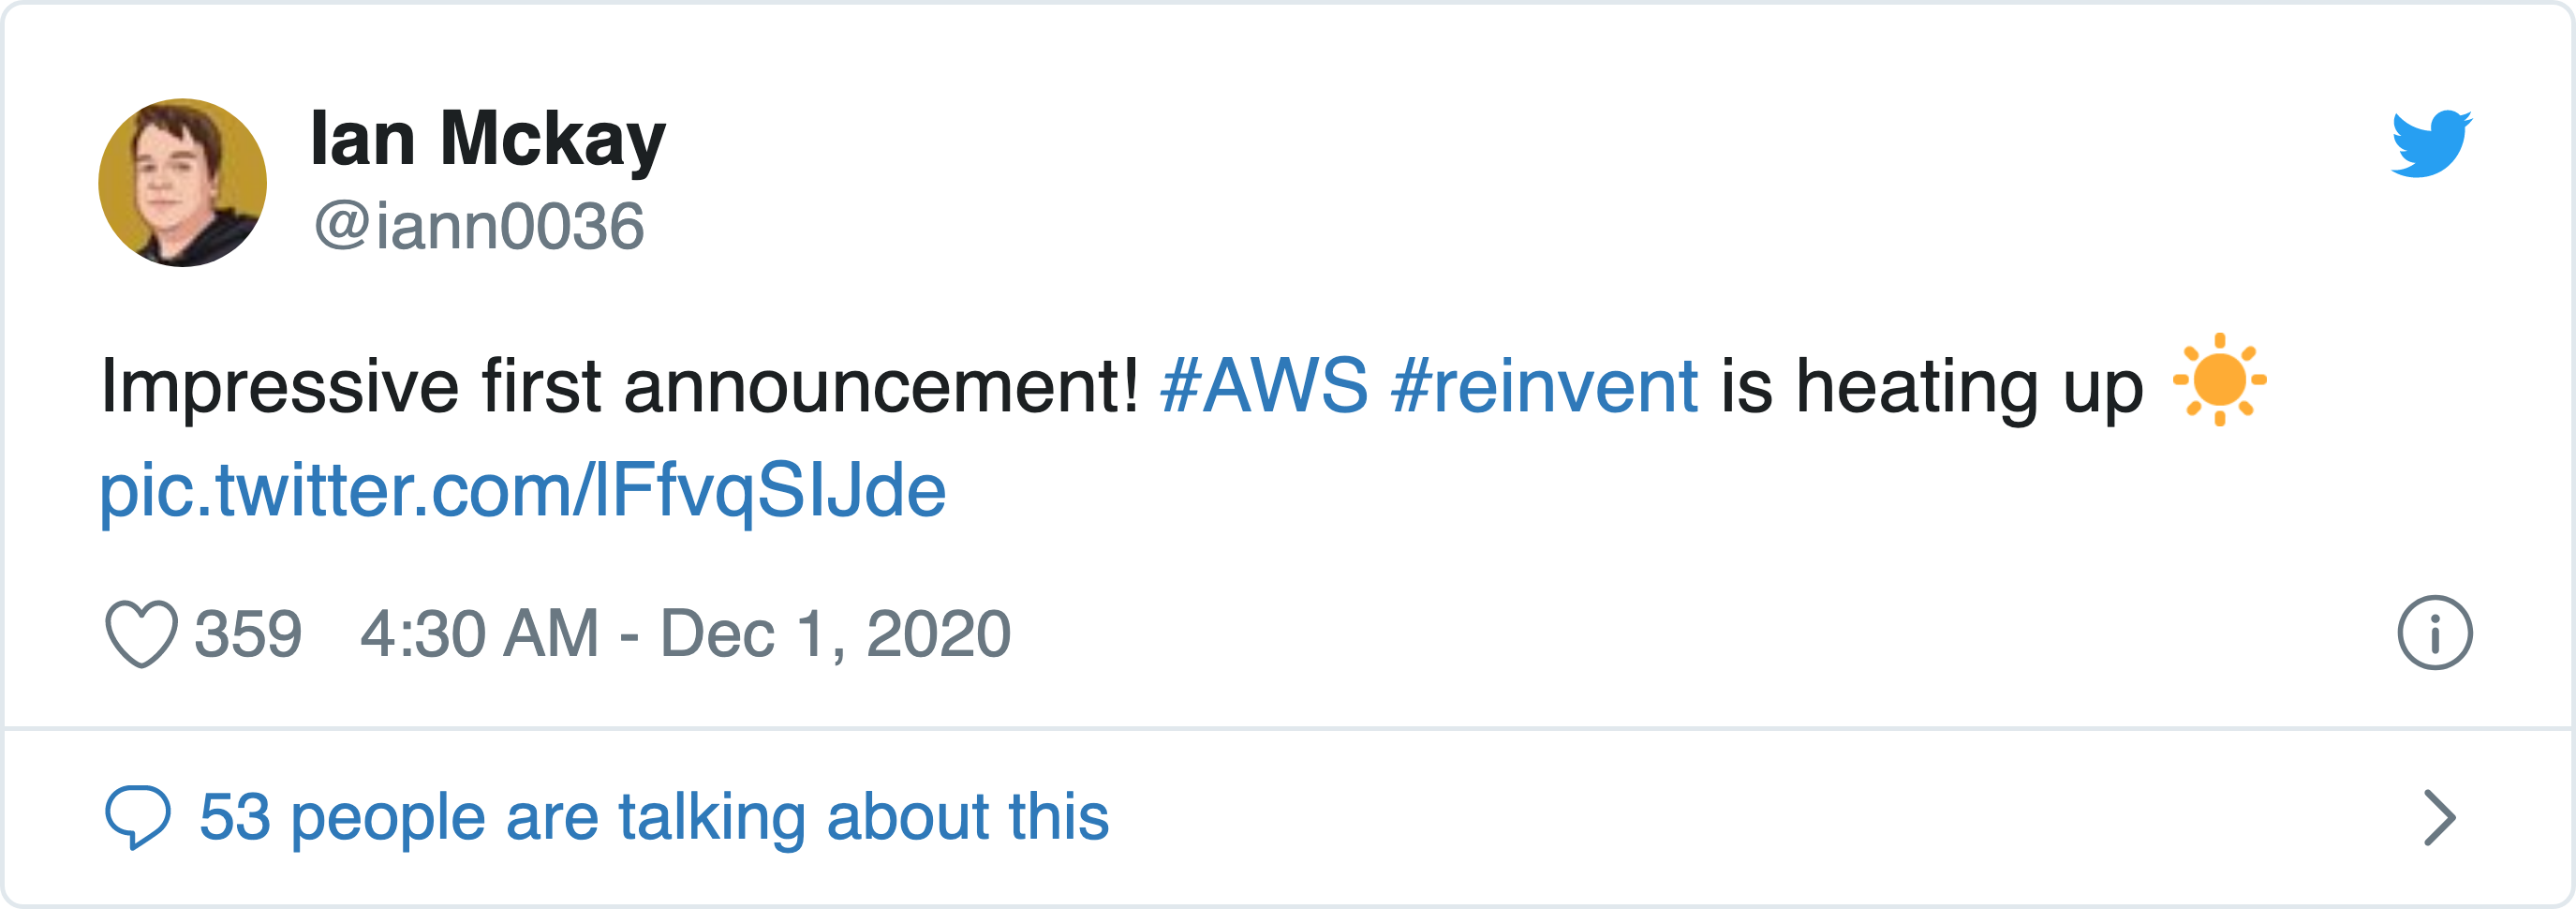 Ian Mckay
@iann0036
Impressive first announcement! #AWS #reinvent is heating up ☀️
pic.twitter.com/lFfvqSIJde
359 4:30 AM - Dec 1, 2020
53 people are talking about this